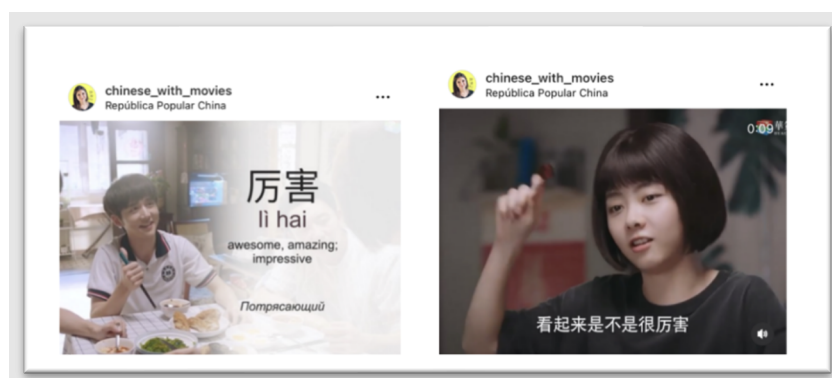 chinese_with_movies
República Popular China
厉害
lì hai
awesome, amazing;
impressive
Потрясающий
chinese_with_movies
República Popular China
0:09
看起来是不是很厉害